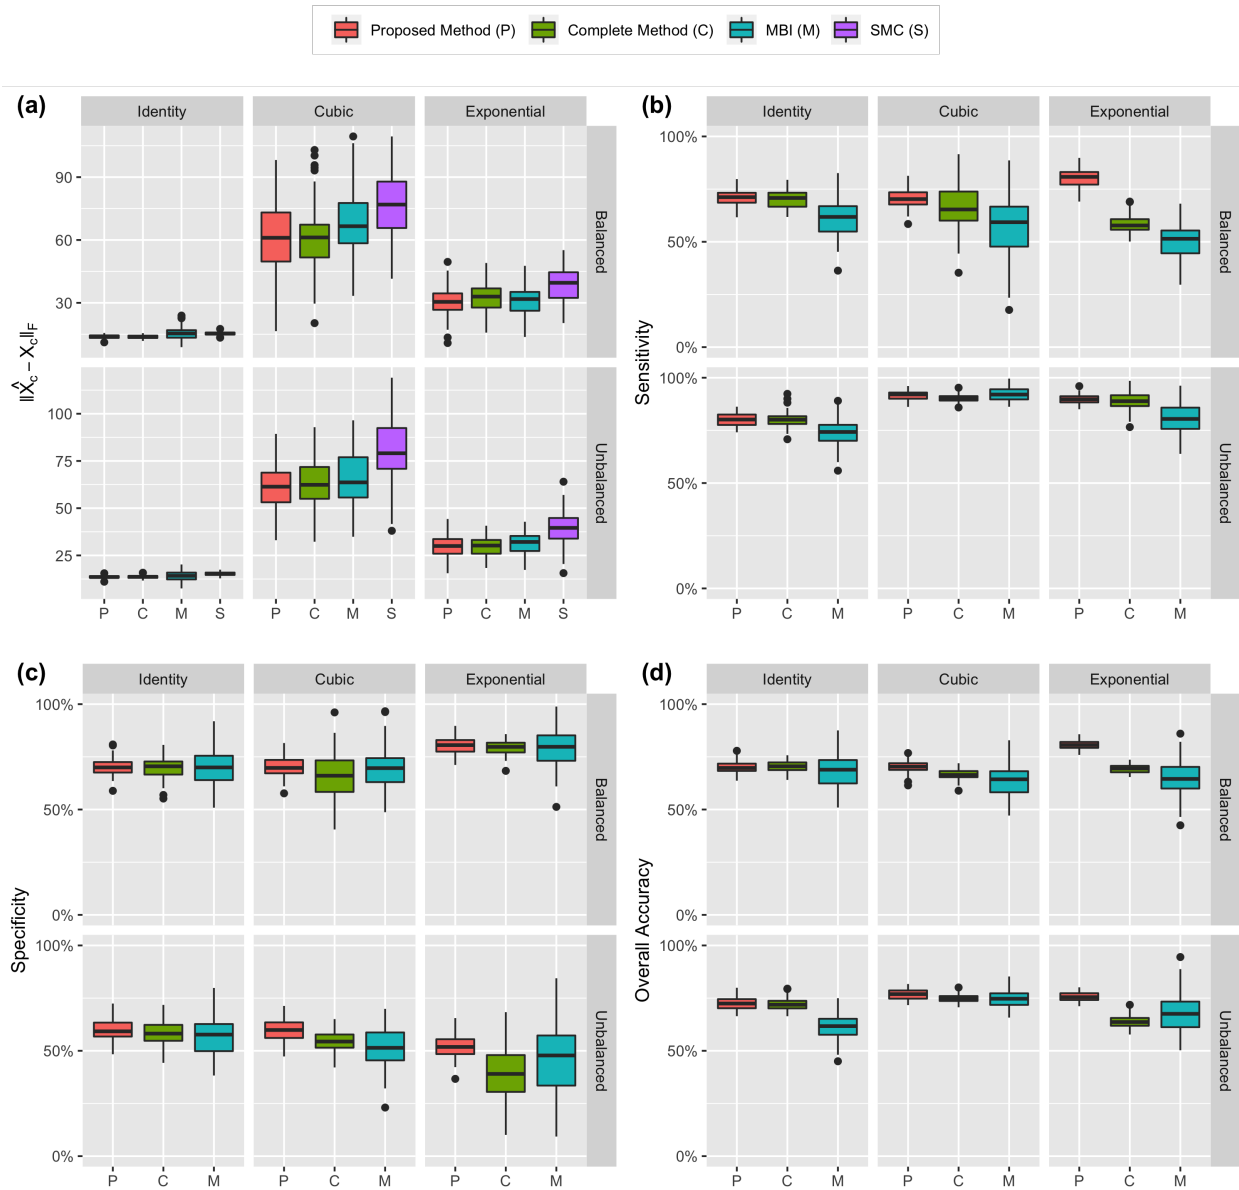 Proposed Method (P) Complete Method (C) MBI (M) SMC (S)
(a)
Identity Cubic Exponential
90
60
30
Balanced
100
75
50
25
Unbalanced
||X̂c − Xc||F
P C M S P C M S P C M S
(b)
Identity Cubic Exponential
100%
50%
0%
Balanced
100%
50%
0%
Unbalanced
Sensitivity
P C M P C M P C M
(c)
Identity Cubic Exponential
100%
50%
0%
Balanced
100%
50%
0%
Unbalanced
Specificity
P C M P C M P C M
(d)
Identity Cubic Exponential
100%
50%
0%
Balanced
100%
50%
0%
Unbalanced
Overall Accuracy
P C M P C M P C M